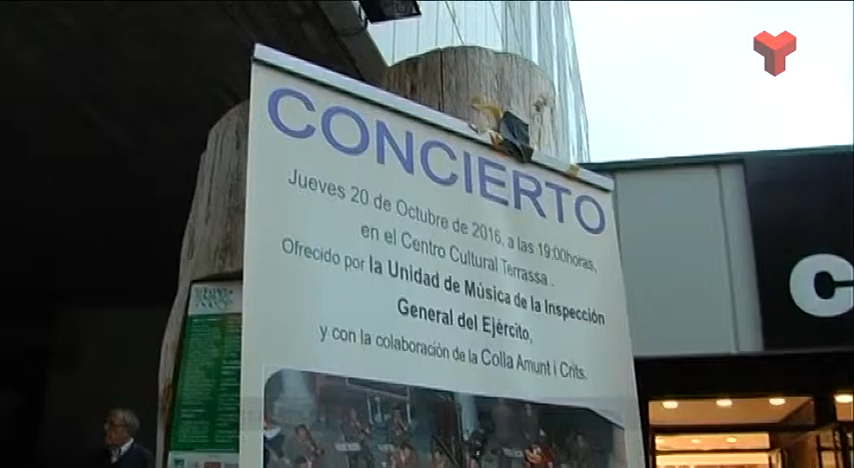 CONCIERTO
Jueves 20 de Octubre de 2016, a las 19:00horas,
en el Centro Cultural Terrassa .
Ofrecido por la Unidad de Música de la Inspección
General del Ejército,
y con la colaboración de la Colla Amunt i Crits.
C